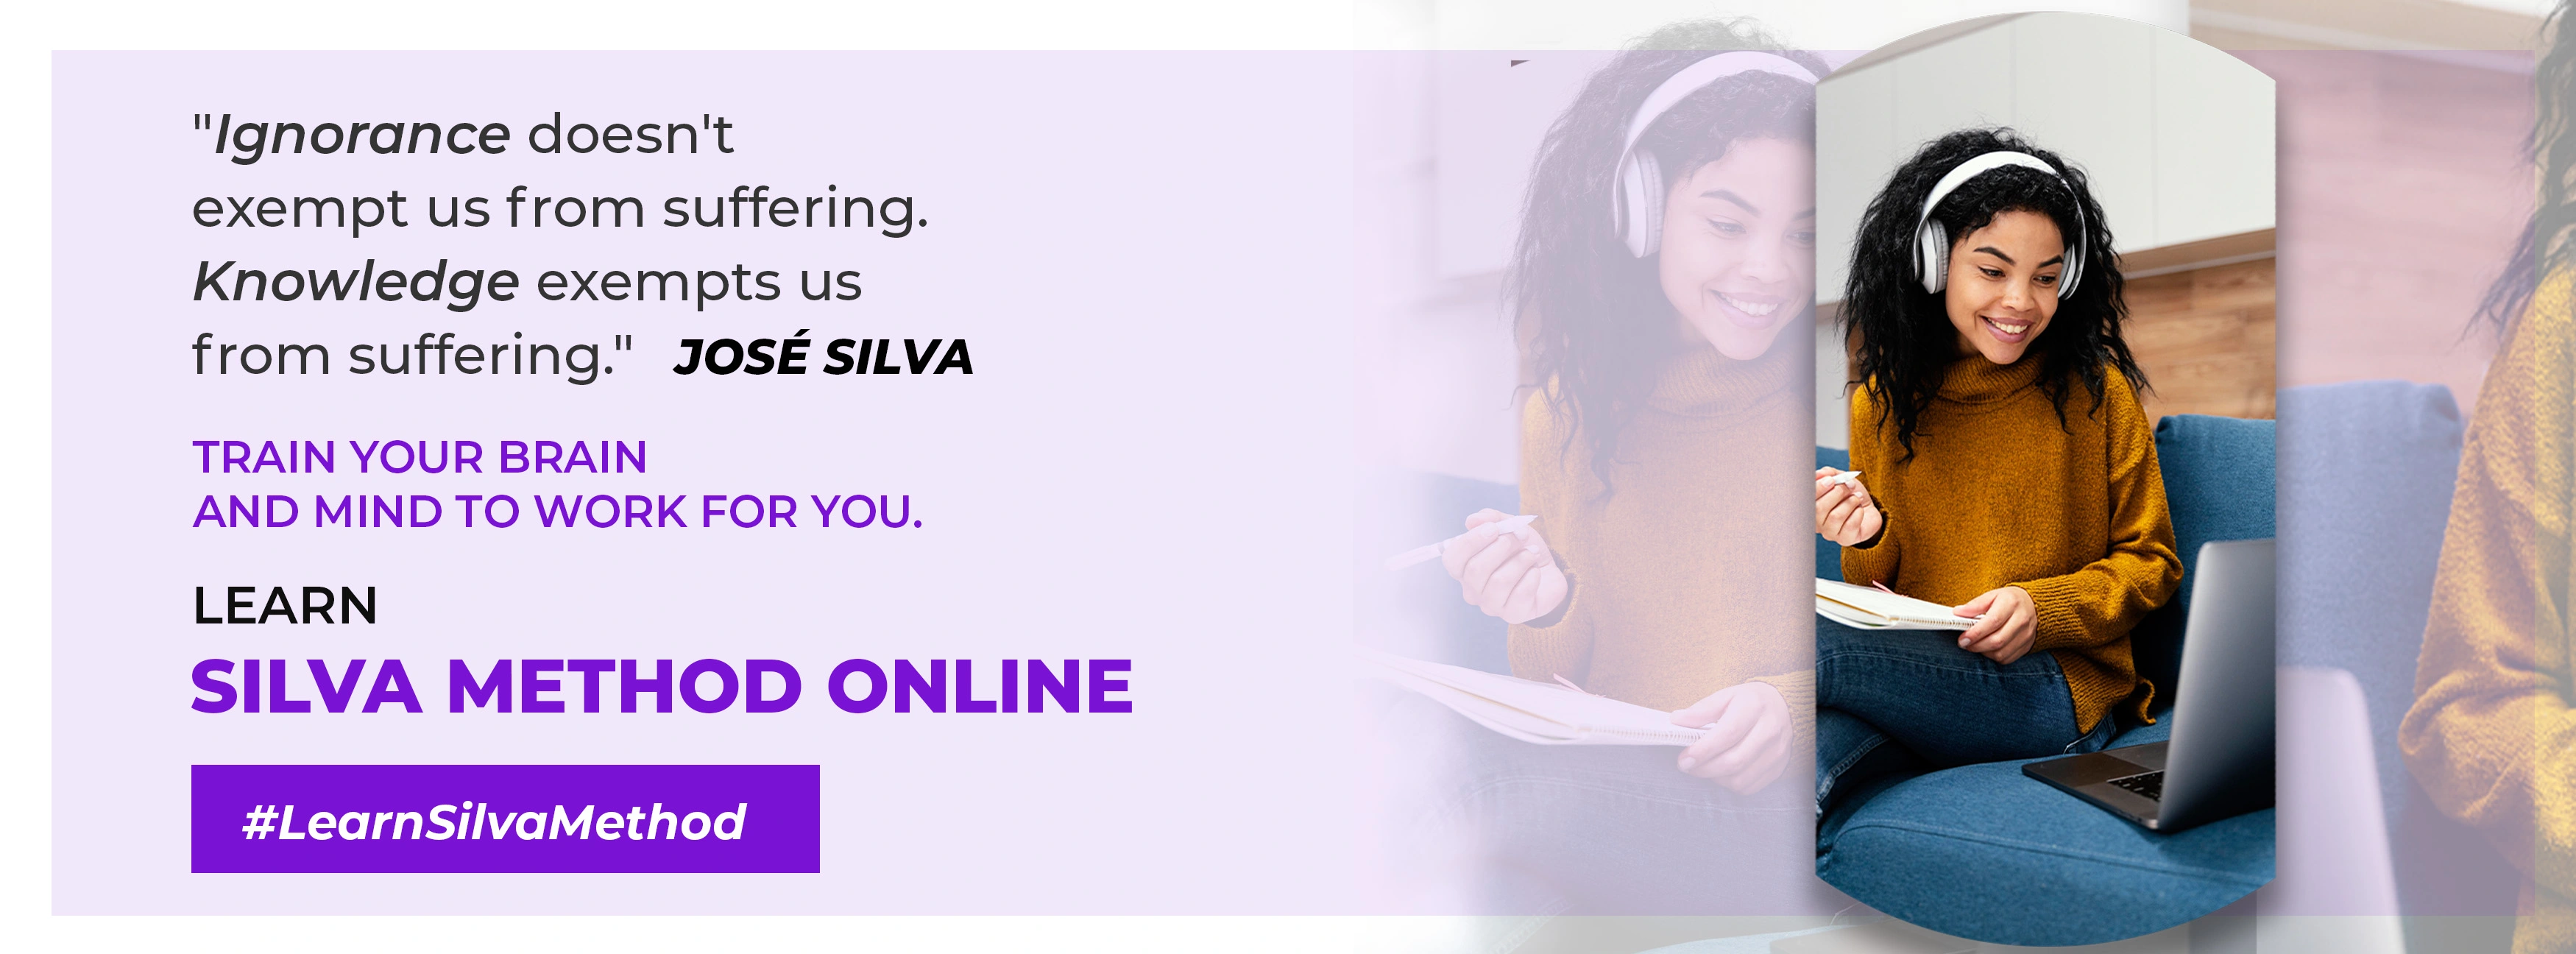 "Ignorance doesn't
exempt us from suffering.
Knowledge exempts us
from suffering." JOSÉ SILVA
TRAIN YOUR BRAIN
AND MIND TO WORK FOR YOU.
LEARN
SILVA METHOD ONLINE
#LearnSilvaMethod